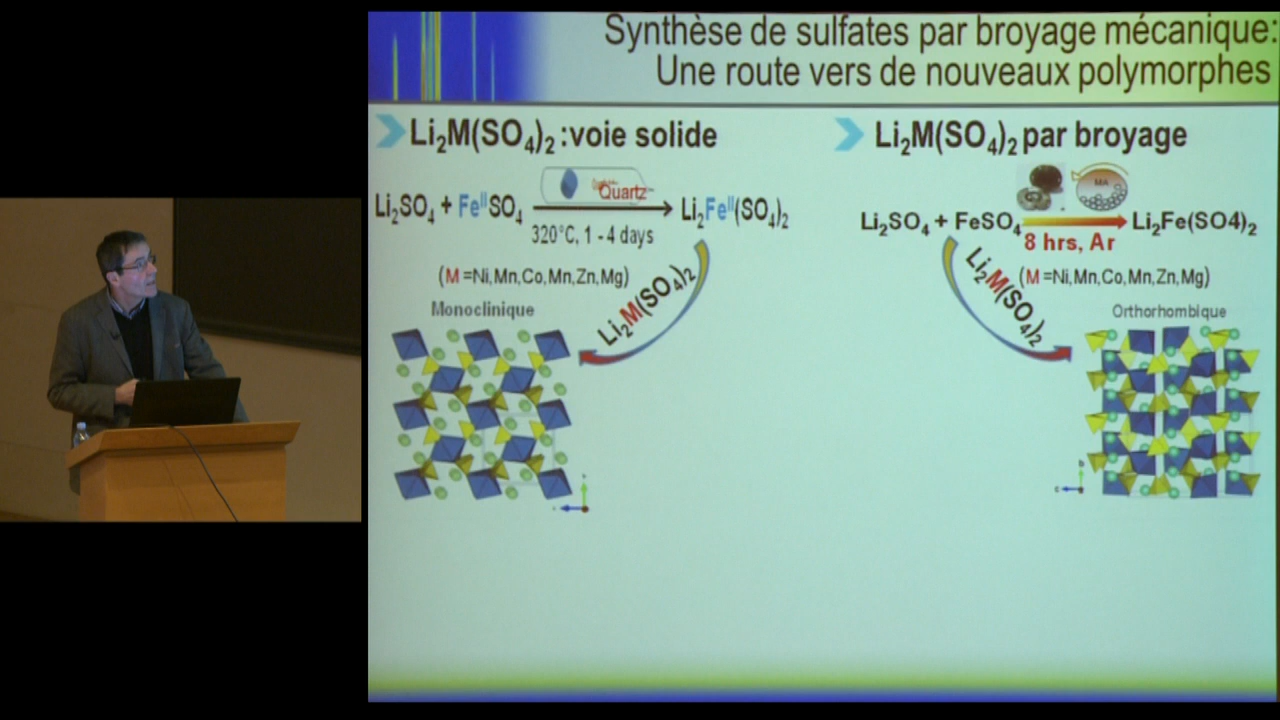 Synthèse de sulfates par broyage mécanique:
Une route vers de nouveaux polymorphes
Li₂M(SO₄)₂ :voie solide
Quartz
Li₂SO₄ + Feᴵᴵ SO₄ Li₂Feᴵᴵ(SO₄)₂
320°C, 1 - 4 days
(M =Ni,Mn,Co,Mn,Zn,Mg)
Li₂M(SO₄)₂
Monoclinique
Li₂M(SO₄)₂ par broyage
MA
Li₂SO₄ + FeSO₄ Li₂Fe(SO4)₂
8 hrs, Ar
Li₂M(SO₄)₂
(M =Ni,Mn,Co,Mn,Zn,Mg)
Orthorhombique